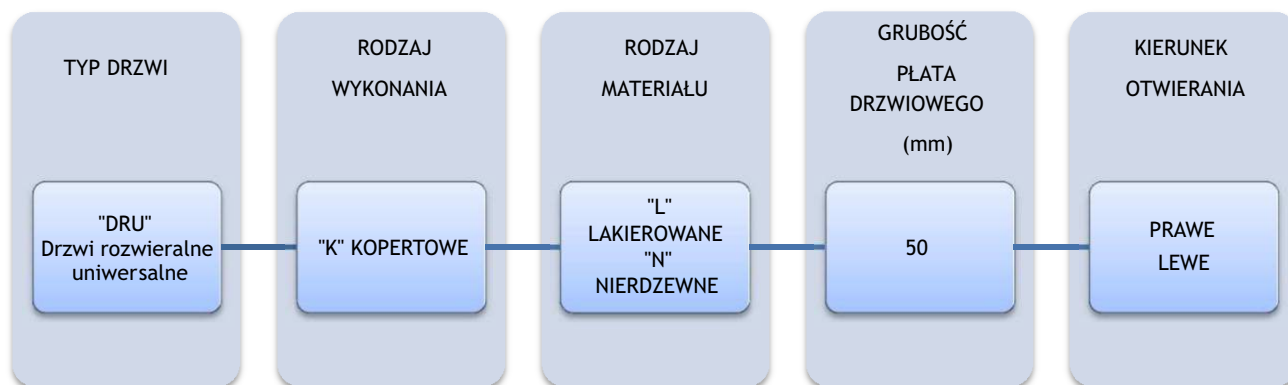 TYP DRZWI
"DRU"
Drzwi rozwieralne
uniwersalne
RODZAJ
WYKONANIA
"K" KOPERTOWE
RODZAJ
MATERIAŁU
"L"
LAKIEROWANE
"N"
NIERDZEWNE
GRUBOŚĆ
PŁATA
DRZWIOWEGO
(mm)
50
KIERUNEK
OTWIERANIA
PRAWE
LEWE